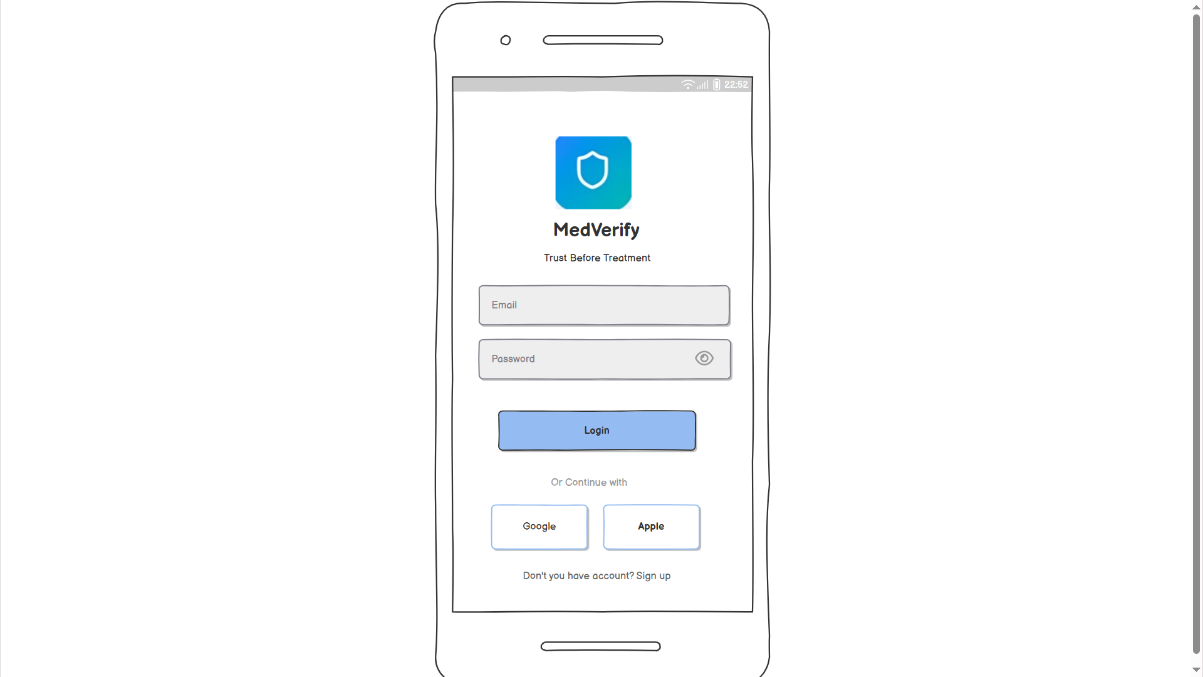 22:52
MedVerify
Trust Before Treatment
Email
Password
Login
Or Continue with
Google
Apple
Don't you have account? Sign up